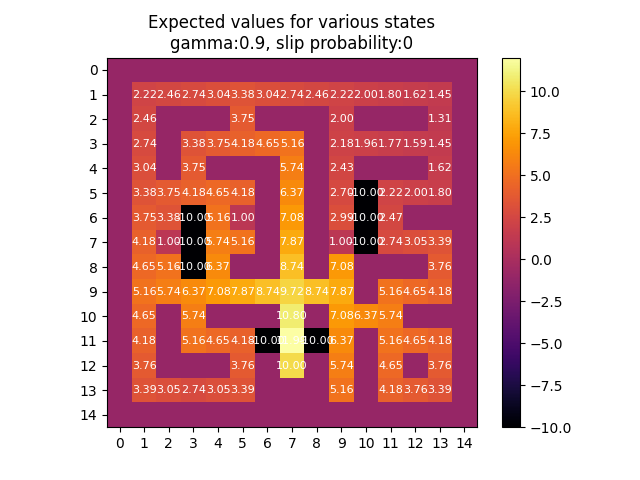 Expected values for various states
gamma:0.9, slip probability:0
0
1 2.22 2.46 2.74 3.04 3.38 3.04 2.74 2.46 2.22 2.00 1.80 1.62 1.45
2 2.46 3.75 2.00 1.31
3 2.74 3.38 3.75 4.18 4.65 5.16 2.18 1.96 1.77 1.59 1.45
4 3.04 3.75 5.74 2.43 1.62
5 3.38 3.75 4.18 4.65 4.18 6.37 2.70 -10.00 2.22 2.00 1.80
6 3.75 3.38 -10.00 5.16 1.00 7.08 2.99 -10.00 2.47
7 4.18 1.00 -10.00 5.74 5.16 7.87 1.00 -10.00 2.74 3.05 3.39
8 4.65 5.16 -10.00 6.37 8.74 7.08 3.76
9 5.16 5.74 6.37 7.08 7.87 8.74 9.72 8.74 7.87 5.16 4.65 4.18
10 4.65 5.74 10.80 7.08 6.37 5.74
11 4.18 5.16 4.65 4.18 -10.00 -10.00 6.37 5.16 4.65 4.18
12 3.76 3.76 10.00 5.74 4.65 3.76
13 3.39 3.05 2.74 3.05 3.39 5.16 4.18 3.76 3.39
14
0 1 2 3 4 5 6 7 8 9 10 11 12 13 14
10.0
7.5
5.0
2.5
0.0
−2.5
−5.0
−7.5
−10.0